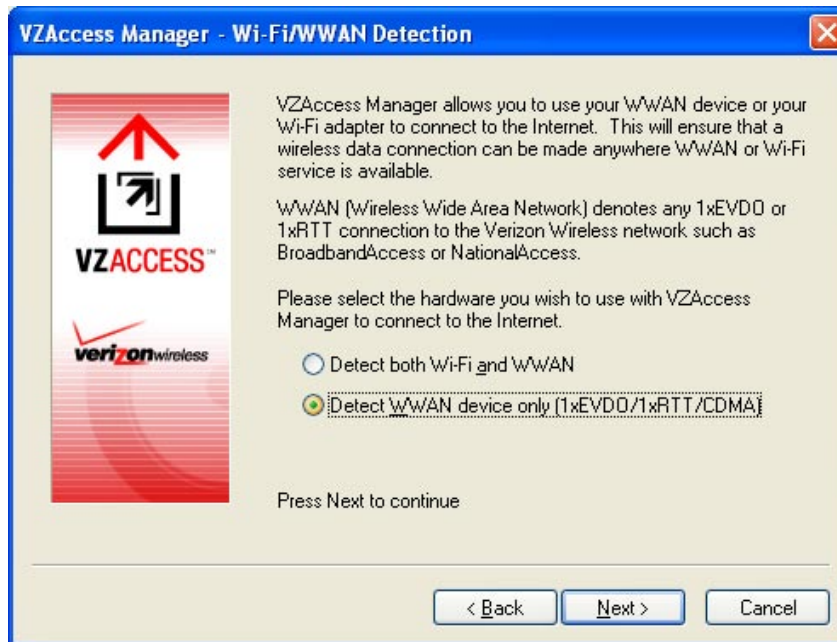 VZAccess Manager - Wi-Fi/WWAN Detection
VZACCESS™
verizonwireless
VZAccess Manager allows you to use your WWAN device or your
Wi-Fi adapter to connect to the Internet. This will ensure that a
wireless data connection can be made anywhere WWAN or Wi-Fi
service is available.
WWAN (Wireless Wide Area Network) denotes any 1xEVDO or
1xRTT connection to the Verizon Wireless network such as
BroadbandAccess or NationalAccess.
Please select the hardware you wish to use with VZAccess
Manager to connect to the Internet.
Detect both Wi-Fi and WWAN
Detect WWAN device only (1xEVDO/1xRTT/CDMA)
Press Next to continue
< Back
Next >
Cancel